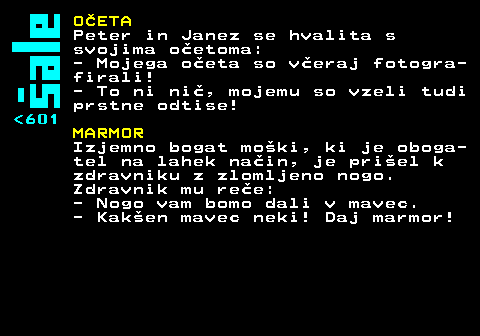 Šale
<601
OČETA
Peter in Janez se hvalita s
svojima očetoma:
- Mojega očeta so včeraj fotogra-
firali!
- To ni nič, mojemu so vzeli tudi
prstne odtise!
MARMOR
Izjemno bogat moški, ki je oboga-
tel na lahek način, je prišel k
zdravniku z zlomljeno nogo.
Zdravnik mu reče:
- Nogo vam bomo dali v mavec.
- Kakšen mavec neki! Daj marmor!